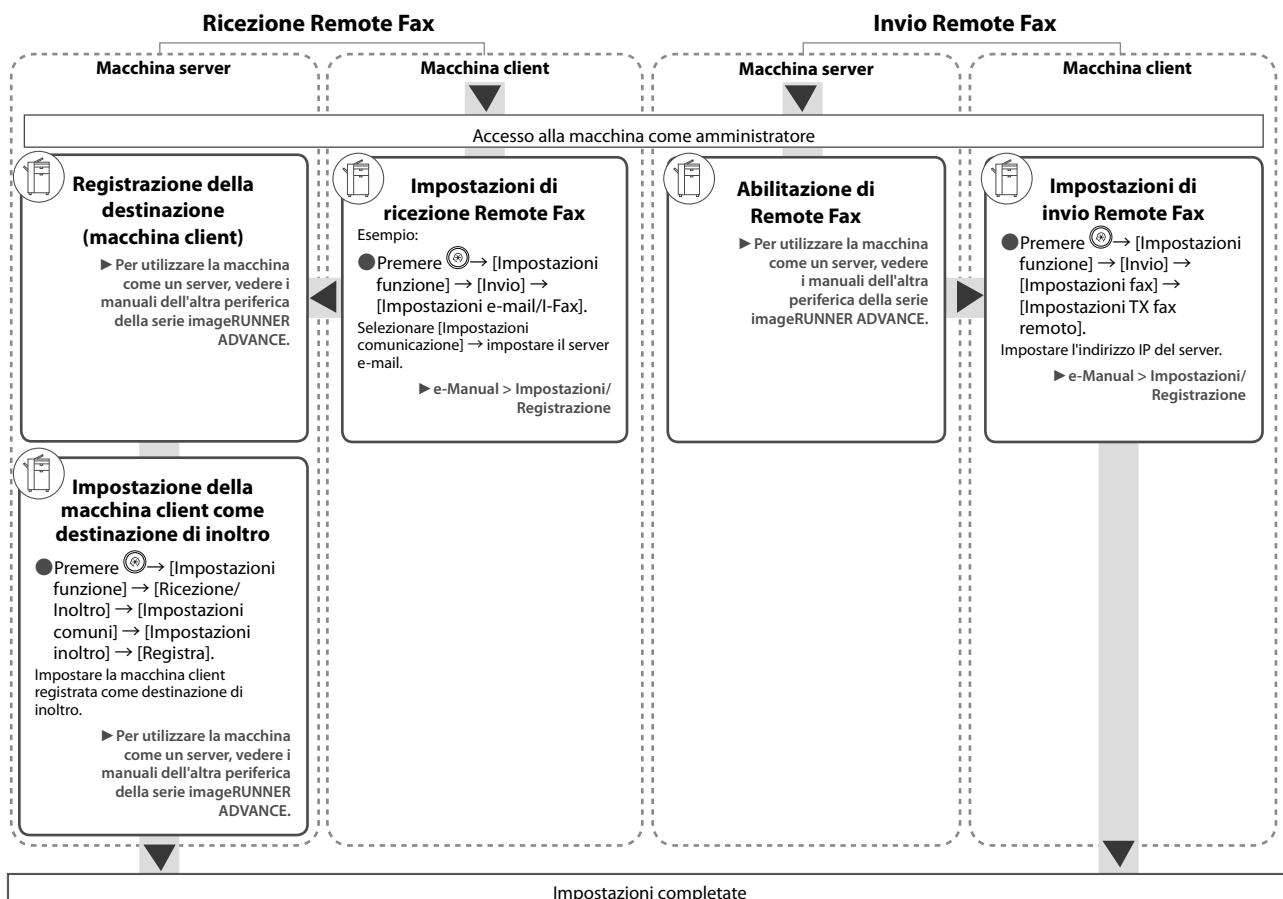 Ricezione Remote Fax
Invio Remote Fax
Macchina server
Macchina client
Macchina server
Macchina client
Accesso alla macchina come amministratore
Registrazione della
destinazione
(macchina client)
► Per utilizzare la macchina
come un server, vedere i
manuali dell'altra periferica
della serie imageRUNNER
ADVANCE.
Impostazioni di
ricezione Remote Fax
Esempio:
● Premere → [Impostazioni
funzione] → [Invio] →
[Impostazioni e-mail/I-Fax].
Selezionare [Impostazioni
comunicazione] → impostare il server
e-mail.
► e-Manual > Impostazioni/
Registrazione
Abilitazione di
Remote Fax
► Per utilizzare la macchina
come un server, vedere
i manuali dell'altra
periferica della serie
imageRUNNER ADVANCE.
Impostazioni di
invio Remote Fax
● Premere → [Impostazioni
funzione] → [Invio] →
[Impostazioni fax] →
[Impostazioni TX fax
remoto].
Impostare l'indirizzo IP del server.
► e-Manual > Impostazioni/
Registrazione
Impostazione della
macchina client come
destinazione di inoltro
● Premere → [Impostazioni
funzione] → [Ricezione/
Inoltro] → [Impostazioni
comuni] → [Impostazioni
inoltro] → [Registra].
Impostare la macchina client
registrata come destinazione di
inoltro.
► Per utilizzare la macchina
come un server, vedere i
manuali dell'altra periferica
della serie imageRUNNER
ADVANCE.
Impostazioni completate